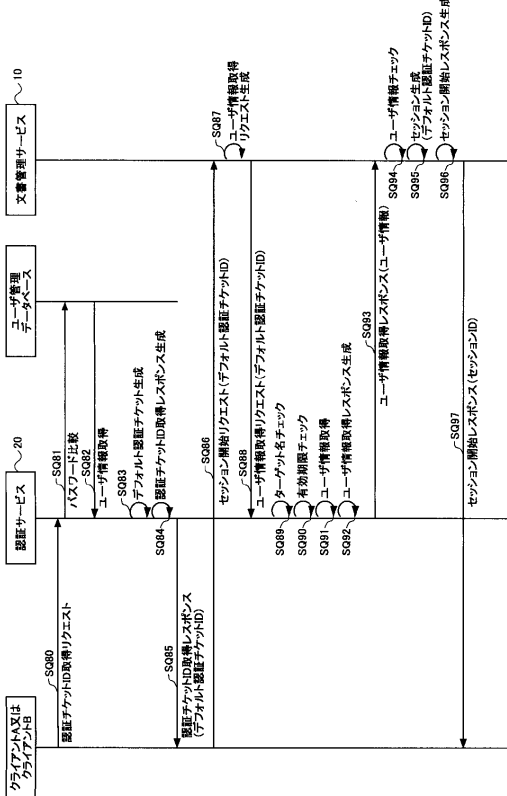 クライアントA又は
クライアントB
認証サービス
20
ユーザ管理
データベース
文書管理サービス
10
SQ80
認証チケットID取得リクエスト
SQ81
パスワード比較
SQ82
ユーザ情報取得
SQ83
デフォルト認証チケット生成
SQ84
認証チケットID取得レスポンス生成
SQ85
認証チケットID取得レスポンス
(デフォルト認証チケットID)
SQ86
セッション開始リクエスト(デフォルト認証チケットID)
SQ87
ユーザ情報取得
リクエスト生成
SQ88
ユーザ情報取得リクエスト(デフォルト認証チケットID)
SQ89
ターゲット名チェック
SQ90
有効期限チェック
SQ91
ユーザ情報取得
SQ92
ユーザ情報取得レスポンス生成
SQ93
ユーザ情報取得レスポンス(ユーザ情報)
SQ94
ユーザ情報チェック
SQ95
セッション生成
(デフォルト認証チケットID)
SQ96
セッション開始レスポンス生成
SQ97
セッション開始レスポンス(セッションID)